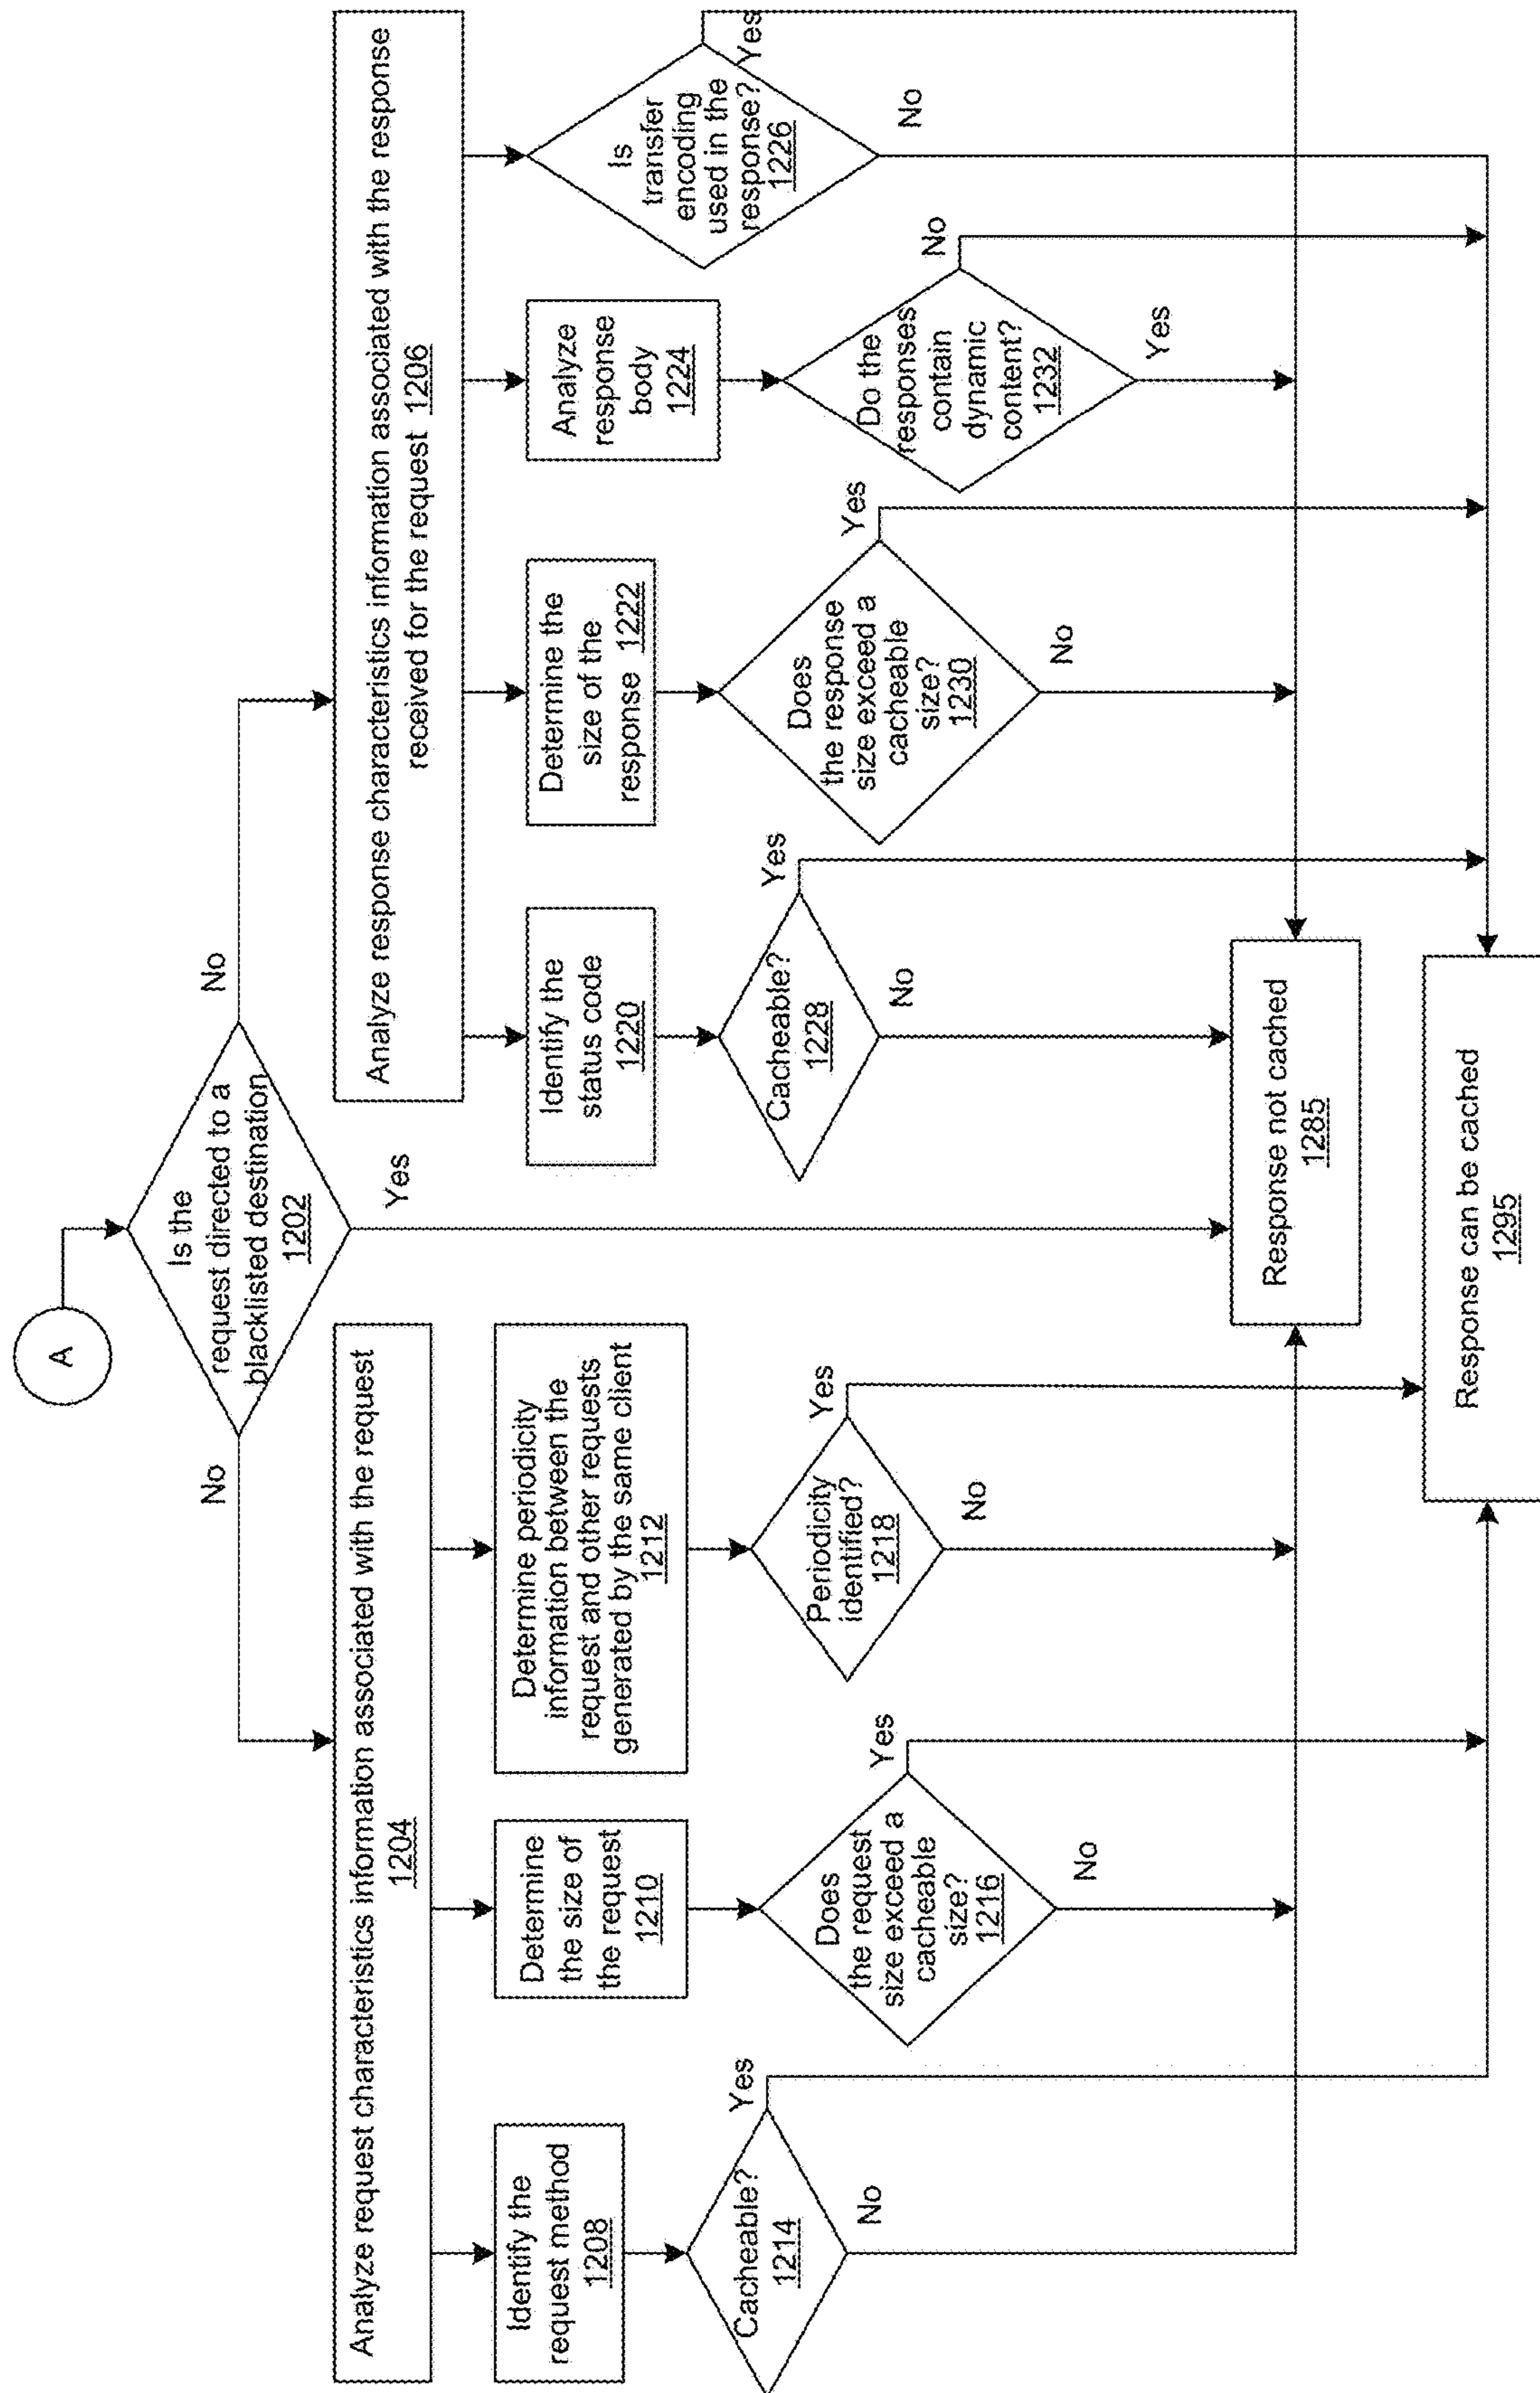 A
Is the
request directed to a
blacklisted destination
1202
No
No
Yes
Analyze request characteristics information associated with the request
1204
Analyze response characteristics information associated with the response
received for the request 1206
Identify the
request method
1208
Determine
the size of
the request
1210
Determine periodicity
information between the
request and other requests
generated by the same client
1212
Identify the
status code
1220
Determine the
size of the
response 1222
Analyze
response
body
1224
Is
transfer
encoding
used in the
response?
1226
Yes
No
Cacheable?
1214
Yes
No
Does
the request
size exceed a
cacheable
size?
1216
Yes
No
Periodicity
identified?
1218
Yes
No
Cacheable?
1228
Yes
No
Does
the response
size exceed a
cacheable
size?
1230
Yes
No
Do the
responses
contain
dynamic
content?
1232
No
Yes
Response not cached
1285
Response can be cached
1295